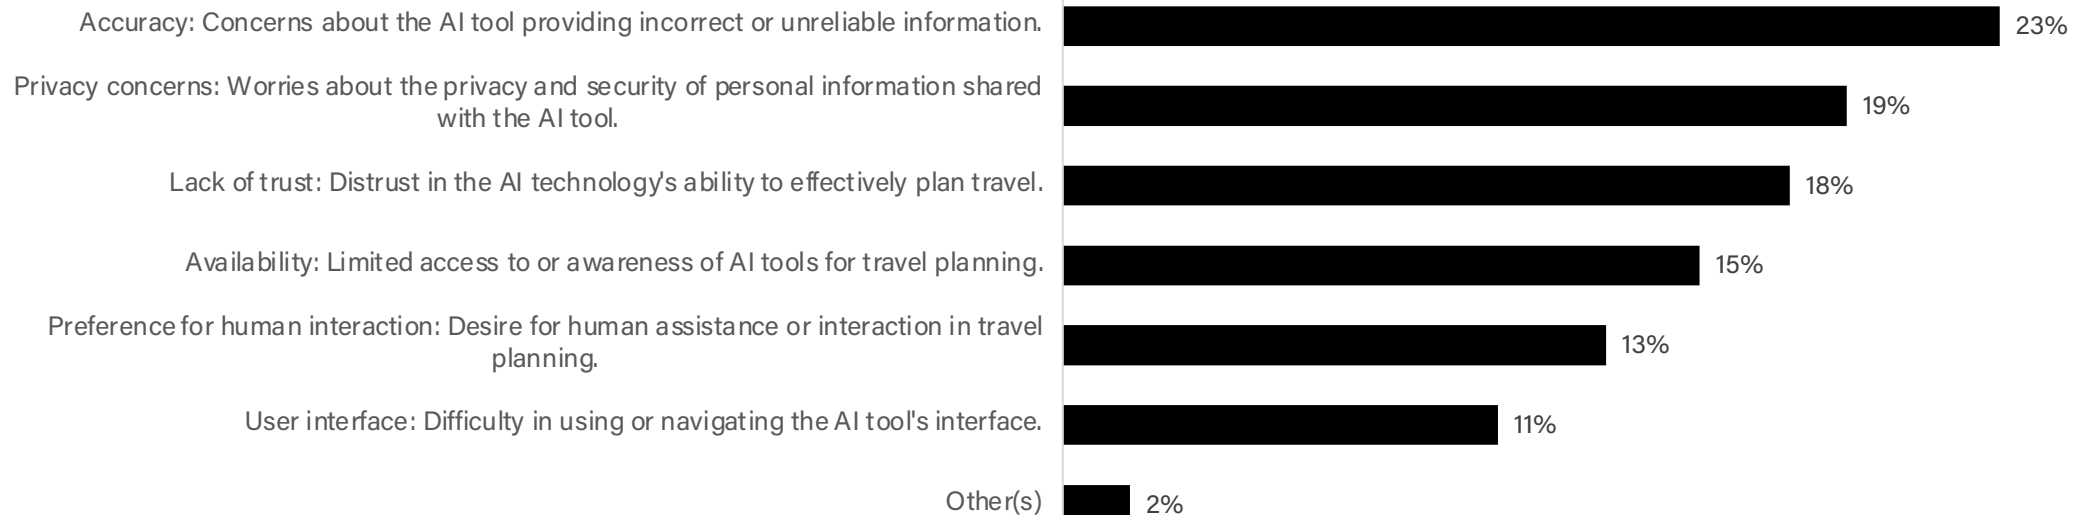 Accuracy: Concerns about the AI tool providing incorrect or unreliable information.
23%
Privacy concerns: Worries about the privacy and security of personal information shared
with the AI tool.
19%
Lack of trust: Distrust in the AI technology's ability to effectively plan travel.
18%
Availability: Limited access to or awareness of AI tools for travel planning.
15%
Preference for human interaction: Desire for human assistance or interaction in travel
planning.
13%
User interface: Difficulty in using or navigating the AI tool's interface.
11%
Other(s)
2%